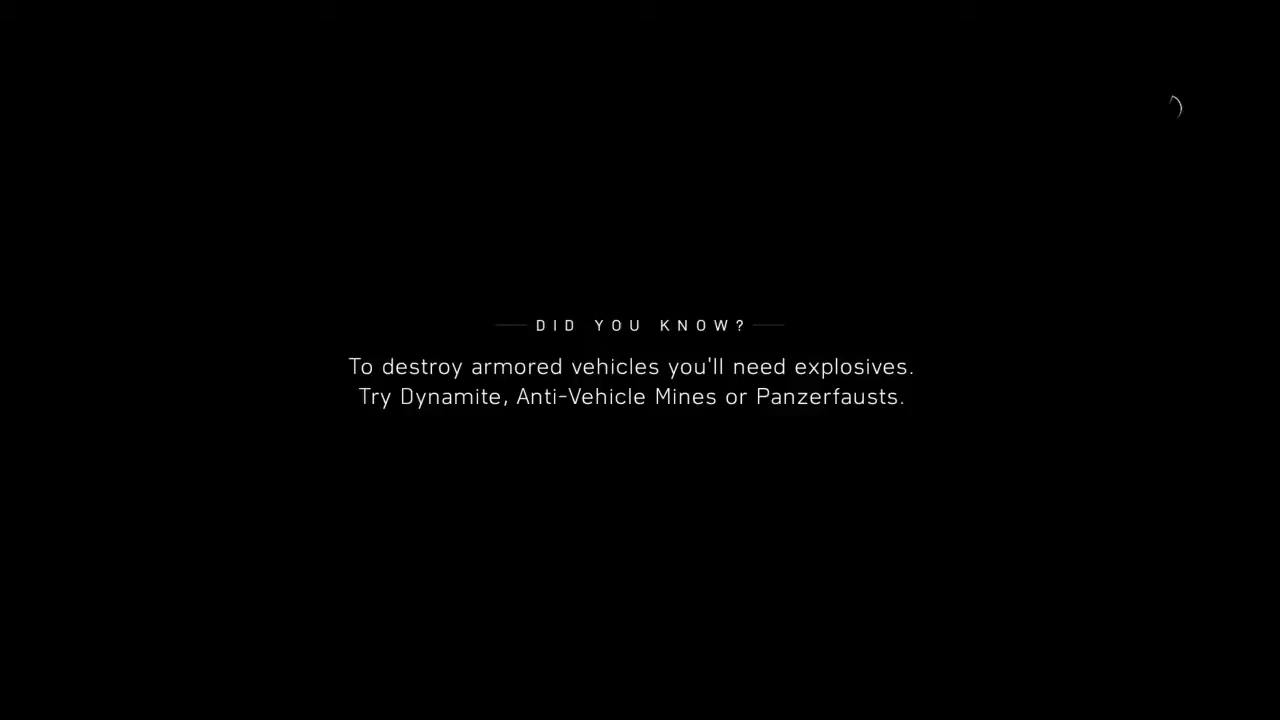 DID YOU KNOW?
To destroy armored vehicles you'll need explosives.
Try Dynamite, Anti-Vehicle Mines or Panzerfausts.